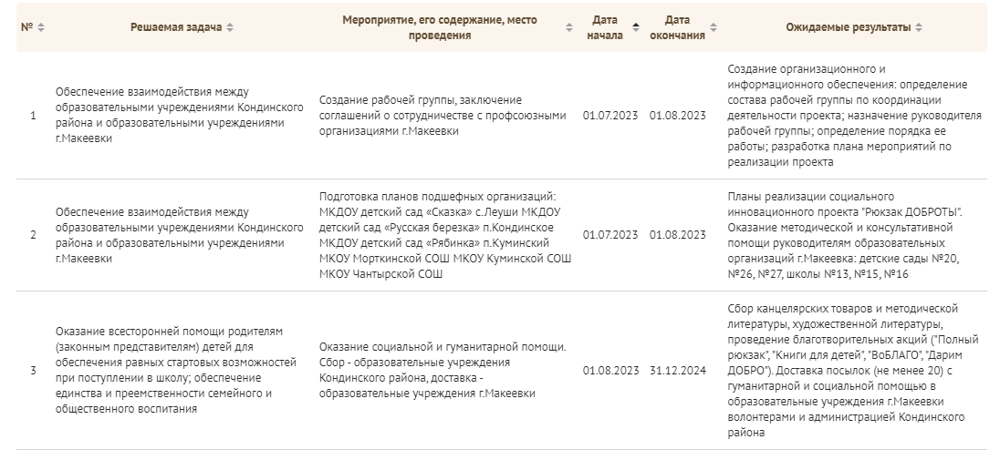 № Решаемая задача Мероприятие, его содержание, место проведения Дата начала Дата окончания Ожидаемые результаты
1
Обеспечение взаимодействия между
образовательными учреждениями Кондинского
района и образовательными учреждениями
г.Макеевки
Создание рабочей группы, заключение
соглашений о сотрудничестве с профсоюзными
организациями г.Макеевки
01.07.2023
01.08.2023
Создание организационного и
информационного обеспечения: определение
состава рабочей группы по координации
деятельности проекта; назначение руководителя
рабочей группы; определение порядка ее
работы; разработка плана мероприятий по
реализации проекта
2
Обеспечение взаимодействия между
образовательными учреждениями Кондинского
района и образовательными учреждениями
г.Макеевки
Подготовка планов подшефных организаций:
МКДОУ детский сад «Сказка» с.Леуши МКДОУ
детский сад «Русская березка» п.Кондинское
МКДОУ детский сад «Рябинка» п.Куминский
МКОУ Морткинской СОШ МКОУ Куминской СОШ
МКОУ Чантырской СОШ
01.07.2023
01.08.2023
Планы реализации социального
инновационного проекта "Рюкзак ДОБРОТЫ".
Оказание методической и консультативной
помощи руководителям образовательных
организаций г.Макеевка: детские сады №20,
№26, №27, школы №13, №15, №16
3
Оказание всесторонней помощи родителям
(законным представителям) детей для
обеспечения равных стартовых возможностей
при поступлении в школу; обеспечение
единства и преемственности семейного и
общественного воспитания
Оказание социальной и гуманитарной помощи.
Сбор - образовательные учреждения
Кондинского района, доставка -
образовательные учреждения г.Макеевки
01.08.2023
31.12.2024
Сбор канцелярских товаров и методической
литературы, художественной литературы,
проведение благотворительных акций ("Полный
рюкзак", "Книги для детей", "ВоБЛАГО", "Дарим
ДОБРО"). Доставка посылок (не менее 20) с
гуманитарной и социальной помощью в
образовательные учреждения г.Макеевки
волонтерами и администрацией Кондинского
района